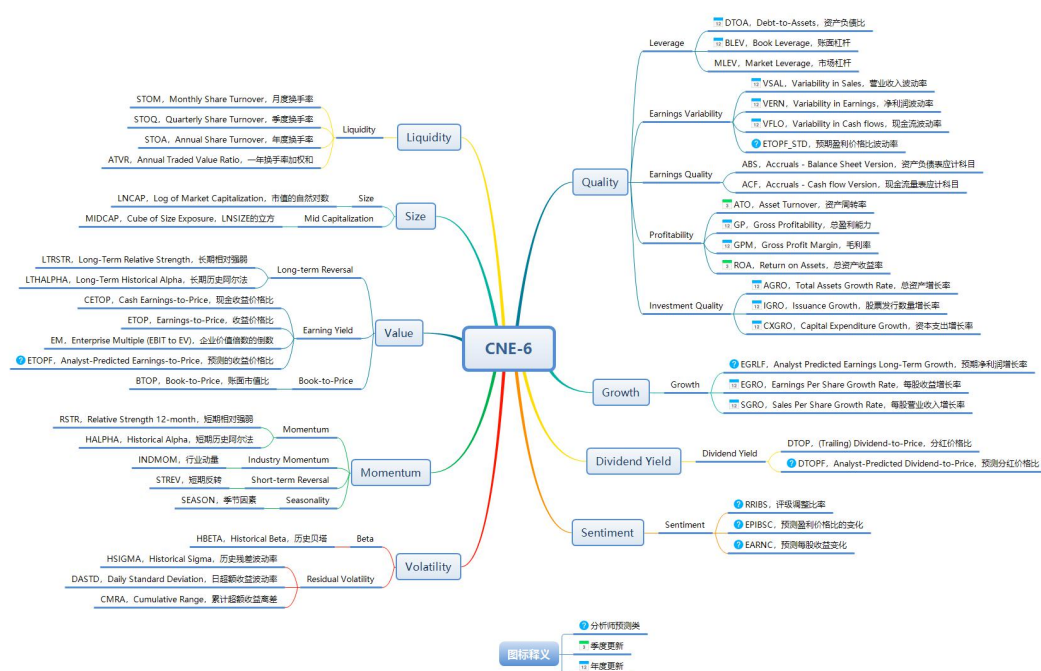 CNE-6
Liquidity
Liquidity
STOM，Monthly Share Turnover，月度换手率
STOQ，Quarterly Share Turnover，季度换手率
STOA，Annual Share Turnover，年度换手率
ATVR，Annual Traded Value Ratio，一年换手率加权和
Size
Size
LNCAP，Log of Market Capitalization，市值的自然对数
Mid Capitalization
MIDCAP，Cube of Size Exposure，LNSIZE的立方
Value
Long-term Reversal
LTRSTR，Long-Term Relative Strength，长期相对强弱
LTHALPHA，Long-Term Historical Alpha，长期历史阿尔法
Earning Yield
CETOP，Cash Earnings-to-Price，现金收益价格比
ETOP，Earnings-to-Price，收益价格比
EM，Enterprise Multiple (EBIT to EV)，企业价值倍数的倒数
? ETOPF，Analyst-Predicted Earnings-to-Price，预测的收益价格比
Book-to-Price
BTOP，Book-to-Price，账面市值比
Momentum
Momentum
RSTR，Relative Strength 12-month，短期相对强弱
HALPHA，Historical Alpha，短期历史阿尔法
Industry Momentum
INDMOM，行业动量
Short-term Reversal
STREV，短期反转
Seasonality
SEASON，季节因素
Volatility
Beta
HBETA，Historical Beta，历史贝塔
Residual Volatility
HSIGMA，Historical Sigma，历史残差波动率
DASTD，Daily Standard Deviation，日超额收益波动率
CMRA，Cumulative Range，累计超额收益离差
Quality
Leverage
12 DTOA，Debt-to-Assets，资产负债比
12 BLEV，Book Leverage，账面杠杆
MLEV，Market Leverage，市场杠杆
Earnings Variability
12 VSAL，Variability in Sales，营业收入波动率
12 VERN，Variability in Earnings，净利润波动率
12 VFLO，Variability in Cash flows，现金流波动率
? ETOPF_STD，预期盈利价格比波动率
Earnings Quality
ABS，Accruals - Balance Sheet Version，资产负债表应计科目
ACF，Accruals - Cash flow Version，现金流量表应计科目
Profitability
3 ATO，Asset Turnover，资产周转率
12 GP，Gross Profitability，总盈利能力
12 GPM，Gross Profit Margin，毛利率
3 ROA，Return on Assets，总资产收益率
Investment Quality
12 AGRO，Total Assets Growth Rate，总资产增长率
12 IGRO，Issuance Growth，股票发行数量增长率
12 CXGRO，Capital Expenditure Growth，资本支出增长率
Growth
Growth
? EGRLF，Analyst Predicted Earnings Long-Term Growth，预期净利润增长率
12 EGRO，Earnings Per Share Growth Rate，每股收益增长率
12 SGRO，Sales Per Share Growth Rate，每股营业收入增长率
Dividend Yield
Dividend Yield
DTOP，(Trailing) Dividend-to-Price，分红价格比
? DTOPF，Analyst-Predicted Dividend-to-Price，预测分红价格比
Sentiment
Sentiment
? RRIBS，评级调整比率
? EPIBSC，预测盈利价格比的变化
? EARNC，预测每股收益变化
图标释义
? 分析师预测类
3 季度更新
12 年度更新